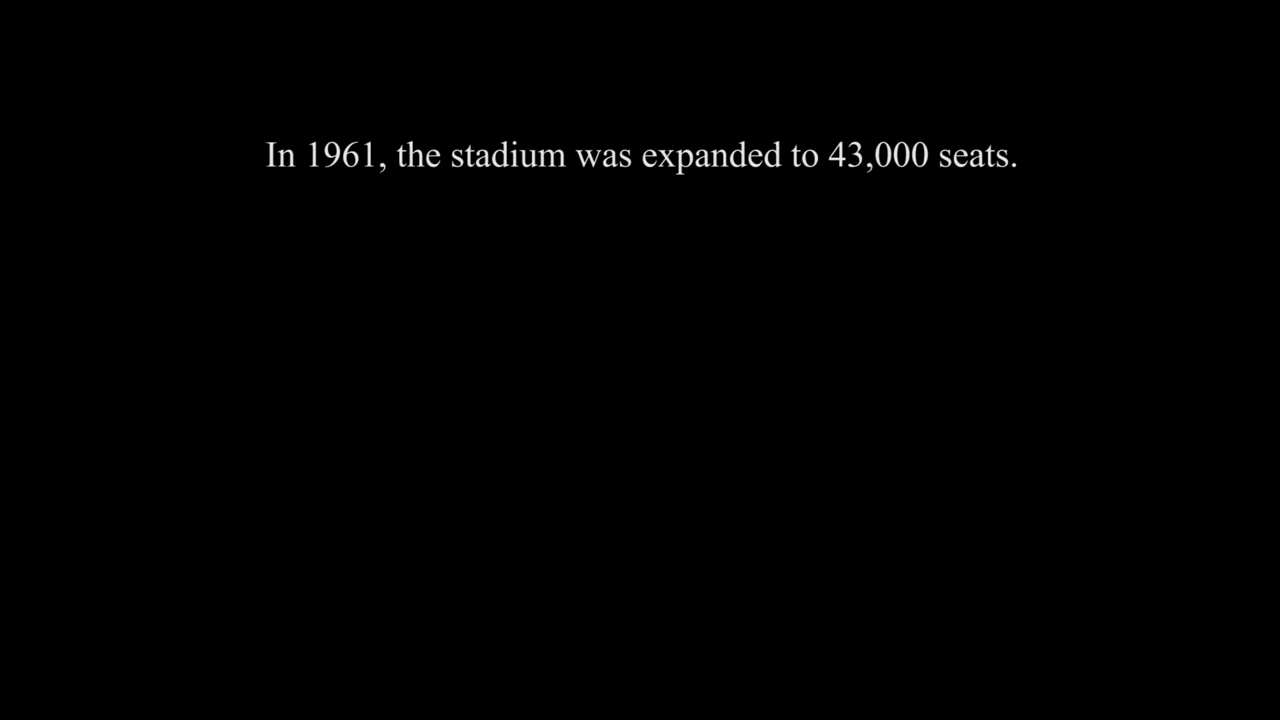 In 1961, the stadium was expanded to 43,000 seats.